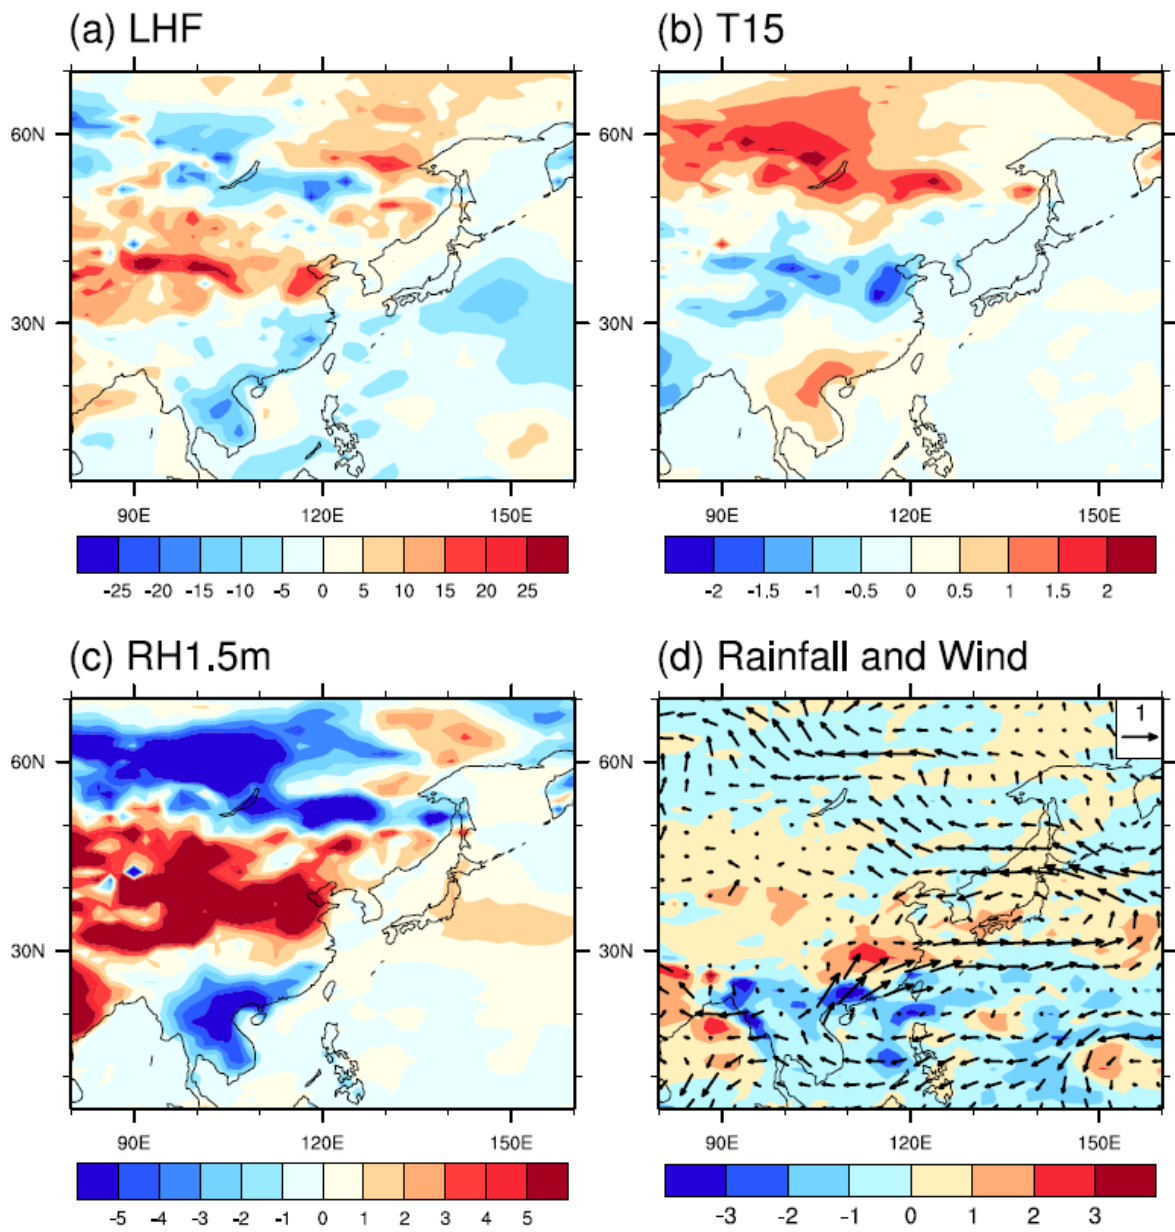 (a) LHF
(b) T15
60N
30N
90E 120E 150E
-25 -20 -15 -10 -5 0 5 10 15 20 25
60N
30N
90E 120E 150E
-2 -1.5 -1 -0.5 0 0.5 1 1.5 2
(c) RH1.5m
(d) Rainfall and Wind
60N
30N
90E 120E 150E
-5 -4 -3 -2 -1 0 1 2 3 4 5
1
60N
30N
90E 120E 150E
-3 -2 -1 0 1 2 3